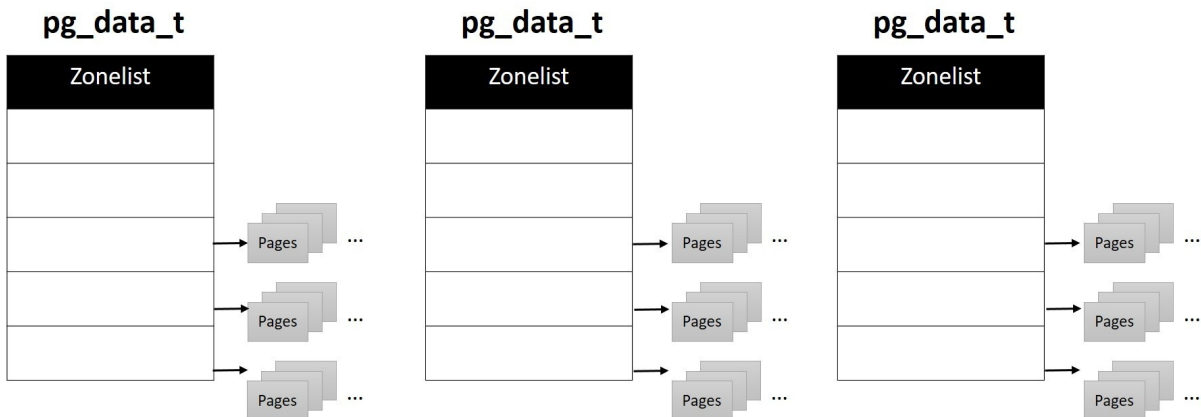 pg_data_t pg_data_t pg_data_t
Zonelist Zonelist Zonelist
Pages ... Pages ... Pages ...
Pages ... Pages ... Pages ...
Pages ... Pages ... Pages ...